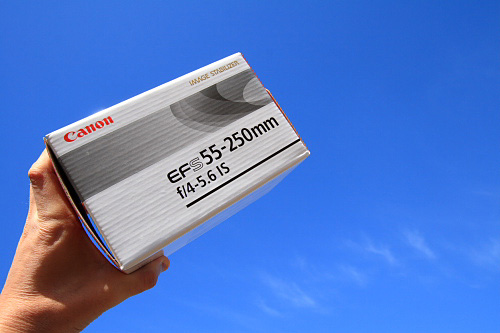 IMAGE STABILIZER
Canon
EFS 55-250mm
f/4-5.6 IS